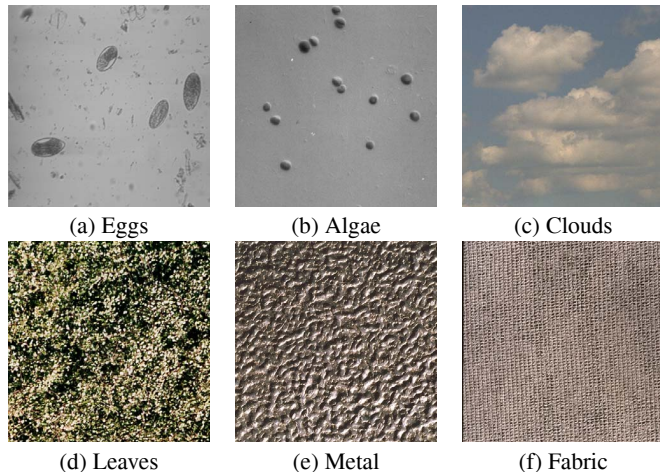 (a) Eggs
(b) Algae
(c) Clouds
(d) Leaves
(e) Metal
(f) Fabric